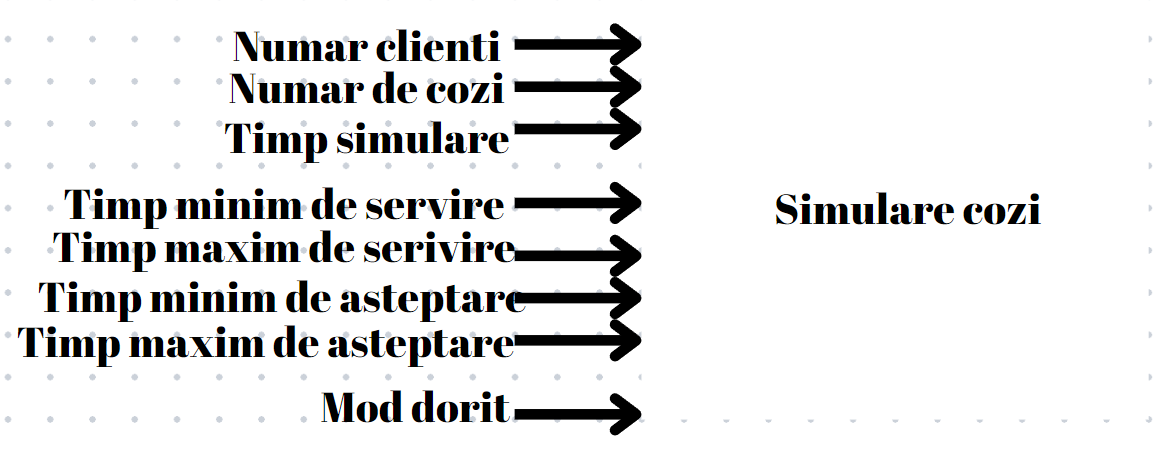 Numar clienti
Numar de cozi
Timp simulare
Timp minim de servire
Simulare cozi
Timp maxim de serivire
Timp minim de asteptare
Timp maxim de asteptare
Mod dorit